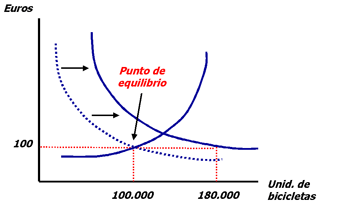 Euros
Punto de
equilibrio
100
100.000
180.000
Unid. de
bicicletas